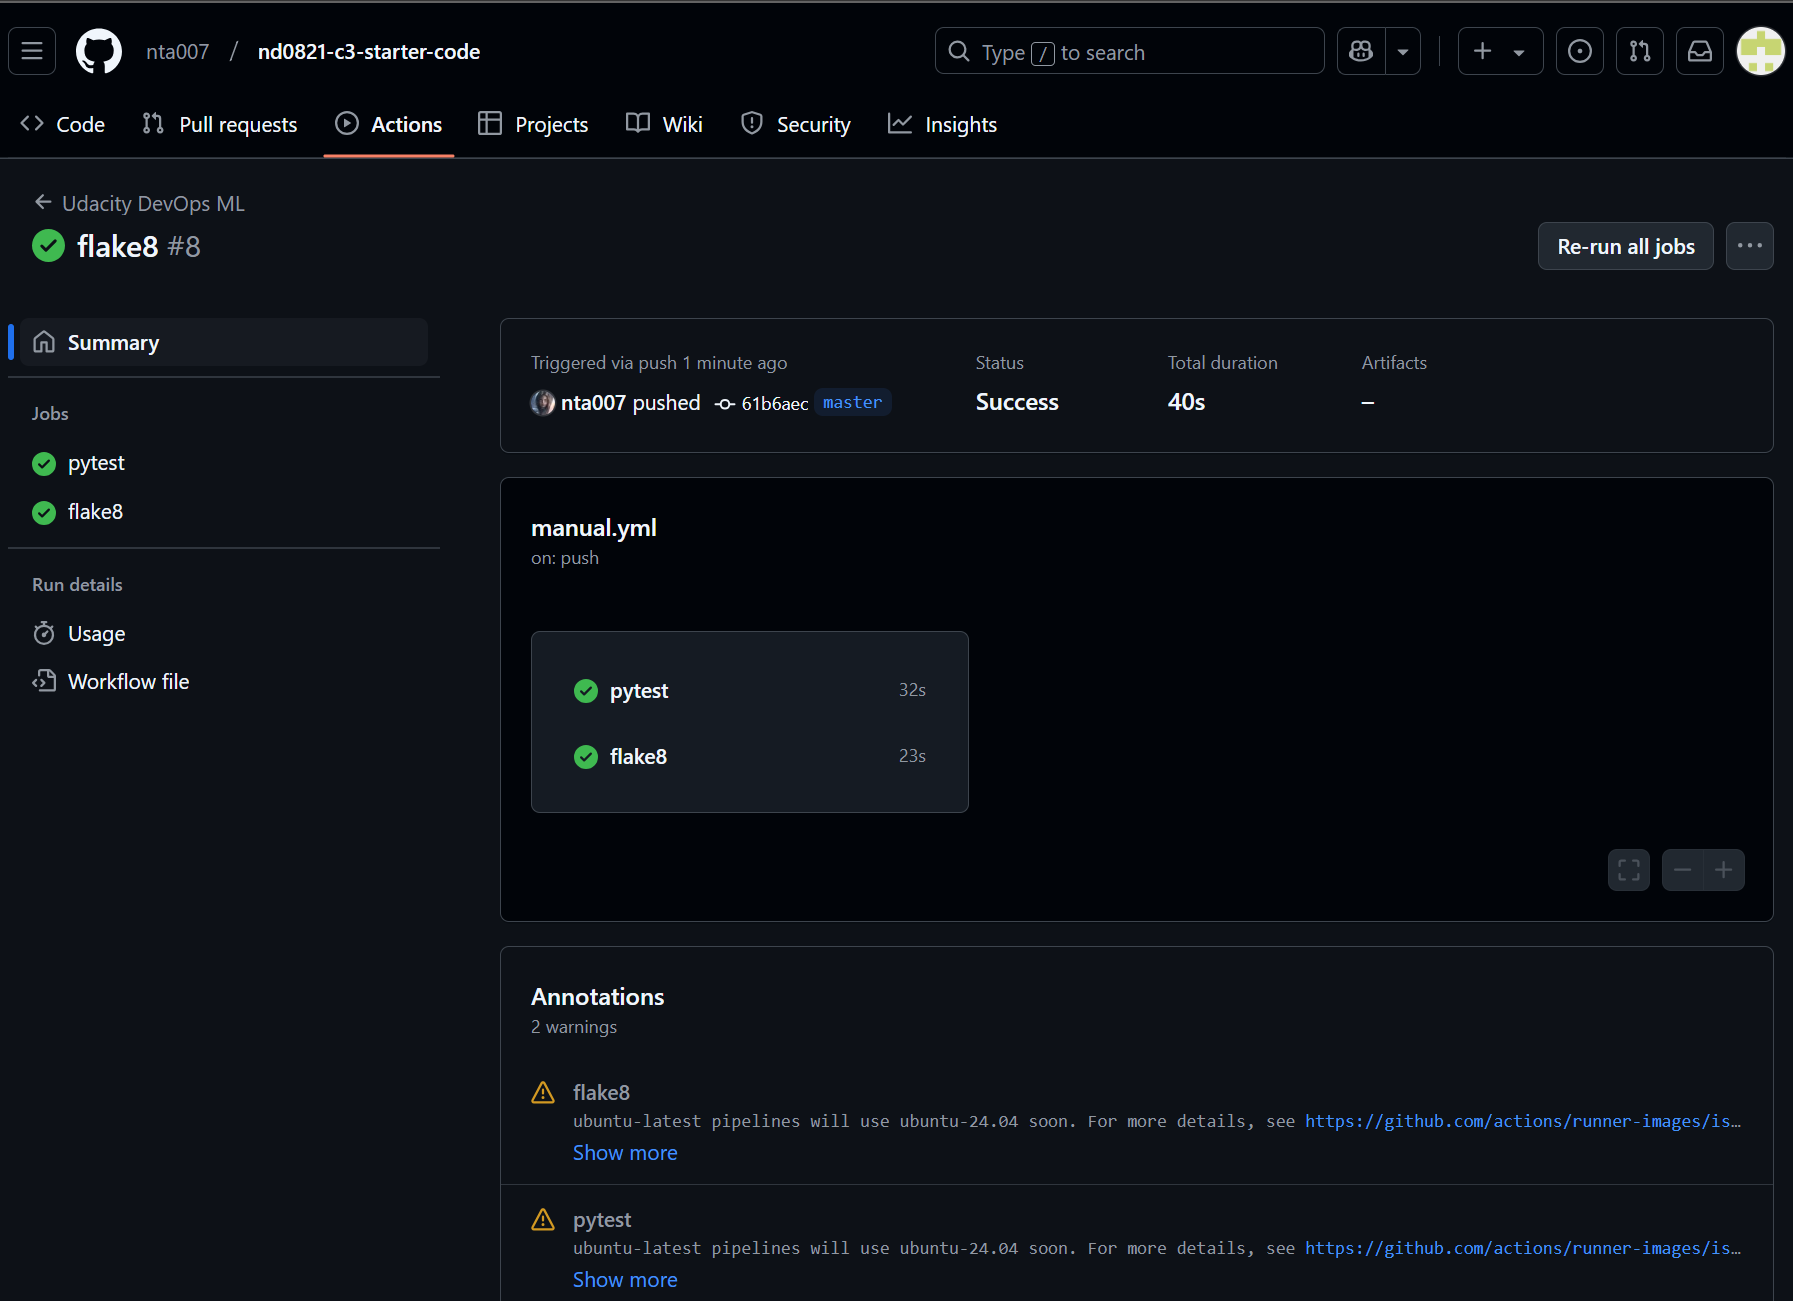 nta007 / nd0821-c3-starter-code
Type / to search
Code Pull requests Actions Projects Wiki Security Insights
Udacity DevOps ML
flake8 #8
Re-run all jobs
Summary
Jobs
pytest
flake8
Run details
Usage
Workflow file
Triggered via push 1 minute ago
nta007 pushed 61b6aec master
Status
Success
Total duration
40s
Artifacts
–
manual.yml
on: push
pytest 32s
flake8 23s
Annotations
2 warnings
flake8
ubuntu-latest pipelines will use ubuntu-24.04 soon. For more details, see https://github.com/actions/runner-images/is…
Show more
pytest
ubuntu-latest pipelines will use ubuntu-24.04 soon. For more details, see https://github.com/actions/runner-images/is…
Show more